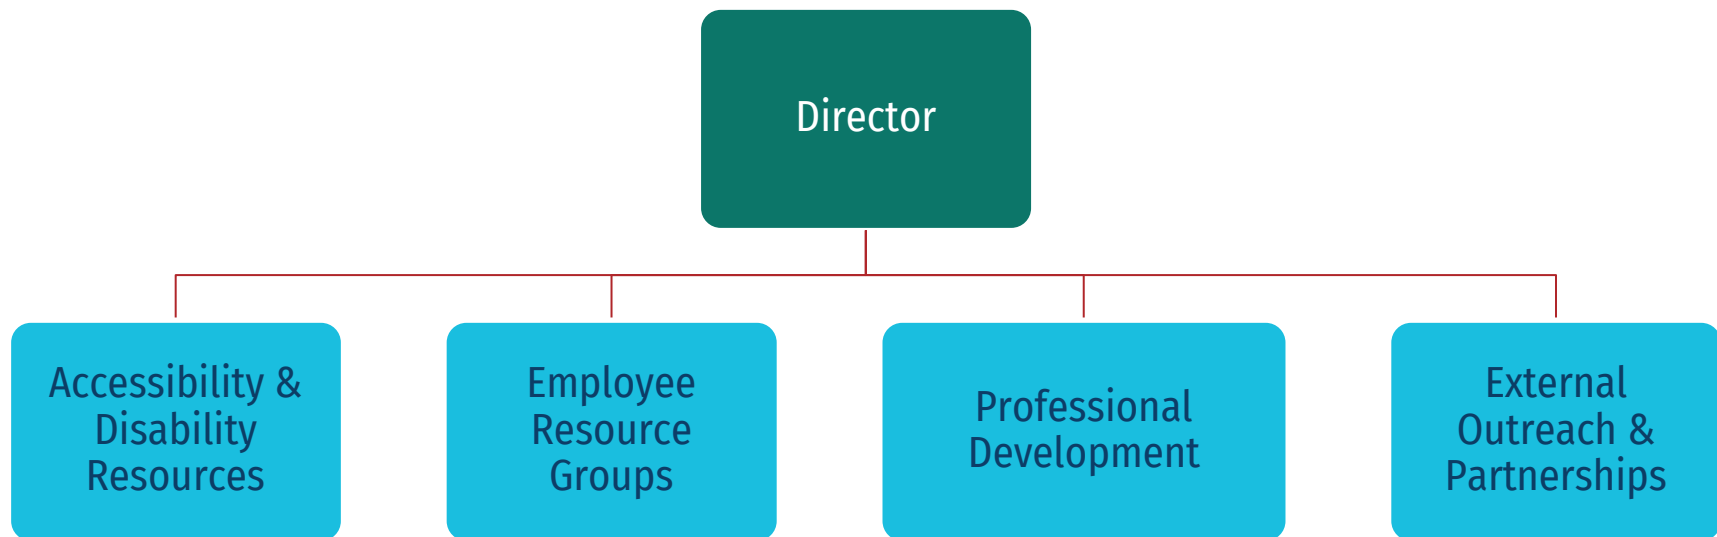 Director
Accessibility &
Disability
Resources
Employee
Resource
Groups
Professional
Development
External
Outreach &
Partnerships